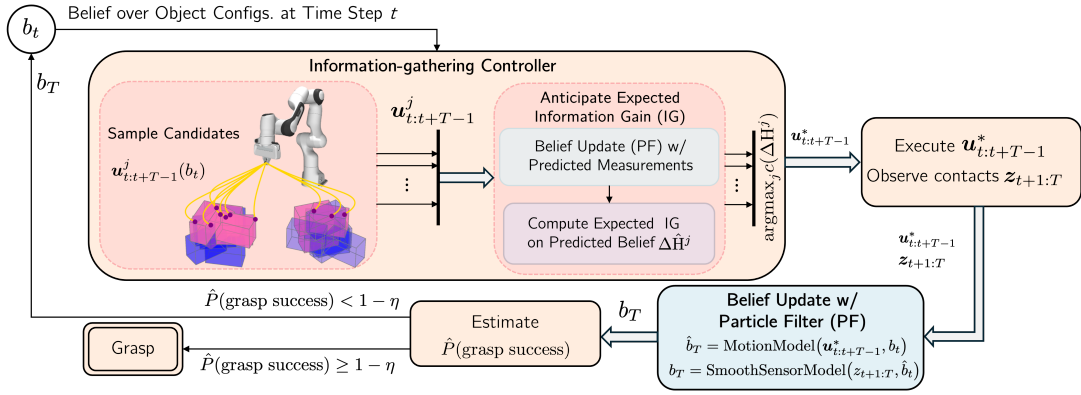 b_t
Belief over Object Configs. at Time Step t
b_T
Information-gathering Controller
Sample Candidates
u^j_{t:t+T−1}(b_t)
u^j_{t:t+T−1}
⋮
Anticipate Expected
Information Gain (IG)
Belief Update (PF) w/
Predicted Measurements
Compute Expected IG
on Predicted Belief ΔĤ^j
⋮
argmax_j c(ΔH^j)
u^*_{t:t+T−1}
Execute u^*_{t:t+T−1}
Observe contacts z_{t+1:T}
u^*_{t:t+T−1}
z_{t+1:T}
Belief Update w/
Particle Filter (PF)
b̂_T = MotionModel(u^*_{t:t+T−1}, b_t)
b_T = SmoothSensorModel(z_{t+1:T}, b̂_t)
b_T
Estimate
P̂(grasp success)
P̂(grasp success) < 1 − η
P̂(grasp success) ≥ 1 − η
Grasp